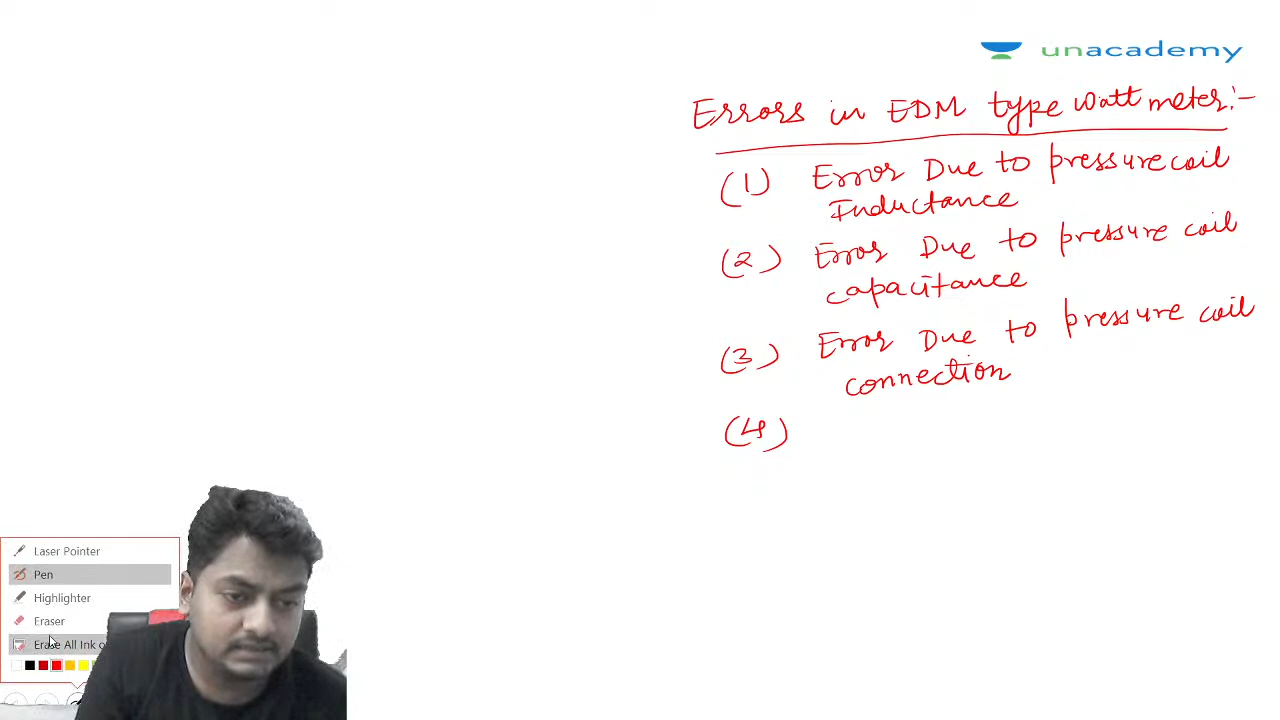 unacademy
Errors in EDM type wattmeter:-
(1) Error Due to pressure coil
Inductance
(2) Error Due to pressure coil
capacitance
(3) Error Due to pressure coil
connection
(4)
Laser Pointer
Pen
Highlighter
Eraser
Erase All Ink o